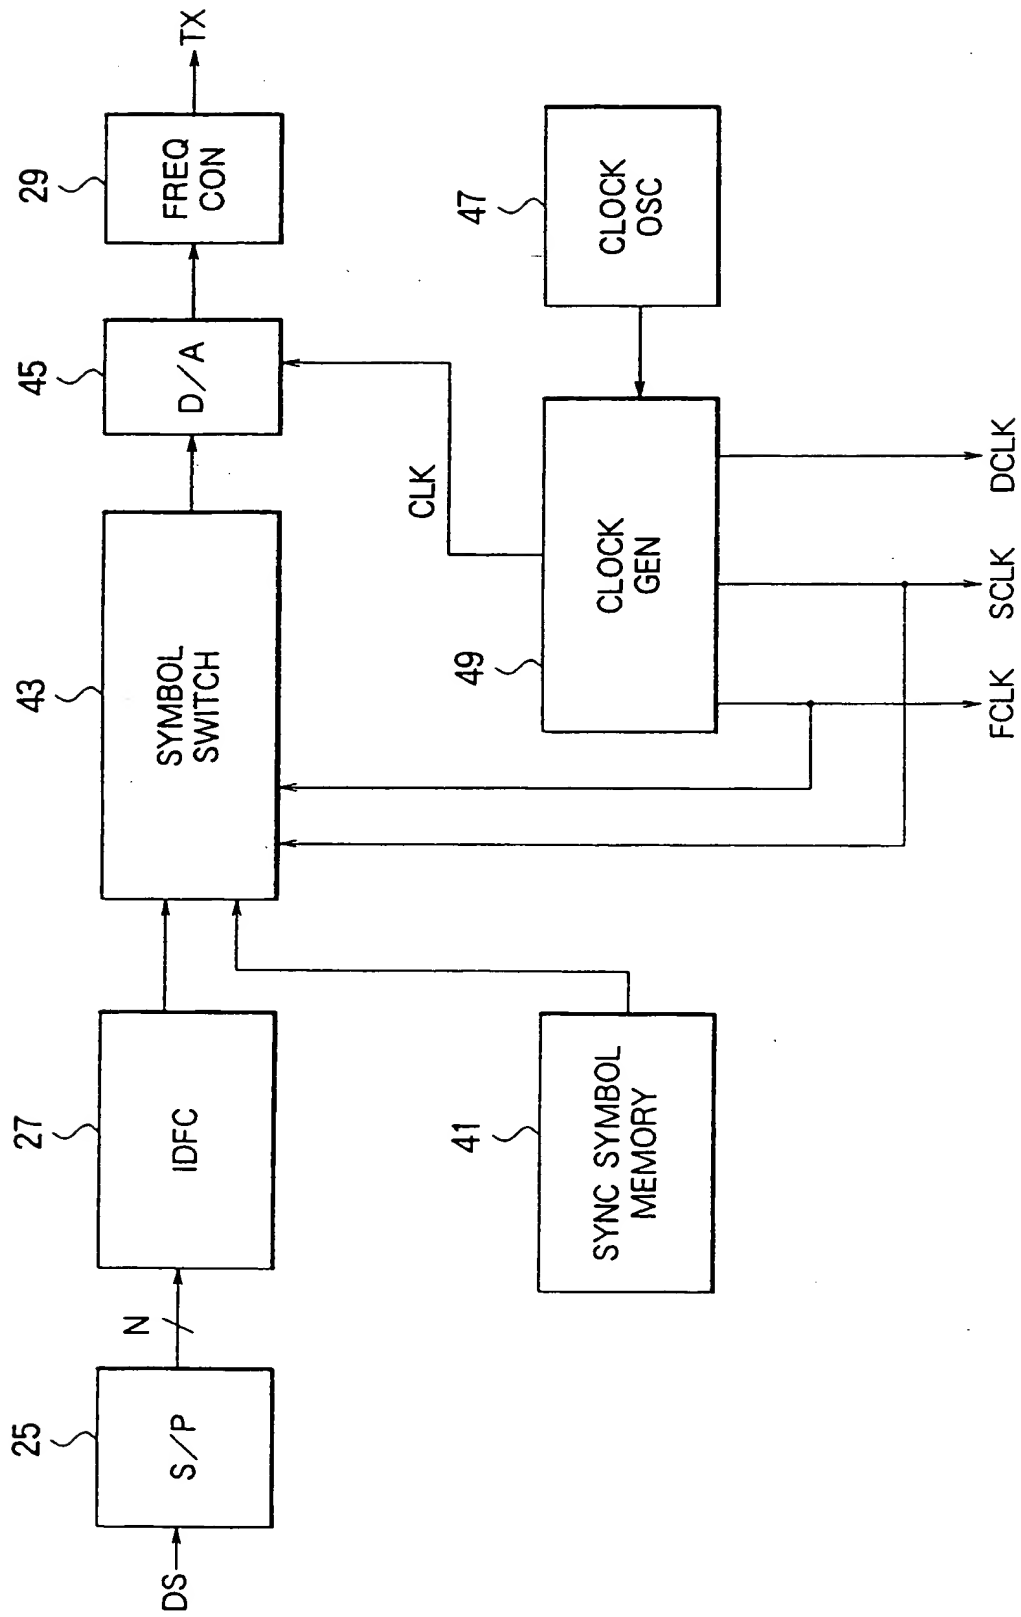 DS
25
S/P
N
27
IDFC
43
SYMBOL
SWITCH
45
D/A
29
FREQ
CON
TX
41
SYNC SYMBOL
MEMORY
49
CLOCK
GEN
CLK
47
CLOCK
OSC
FCLK
SCLK
DCLK